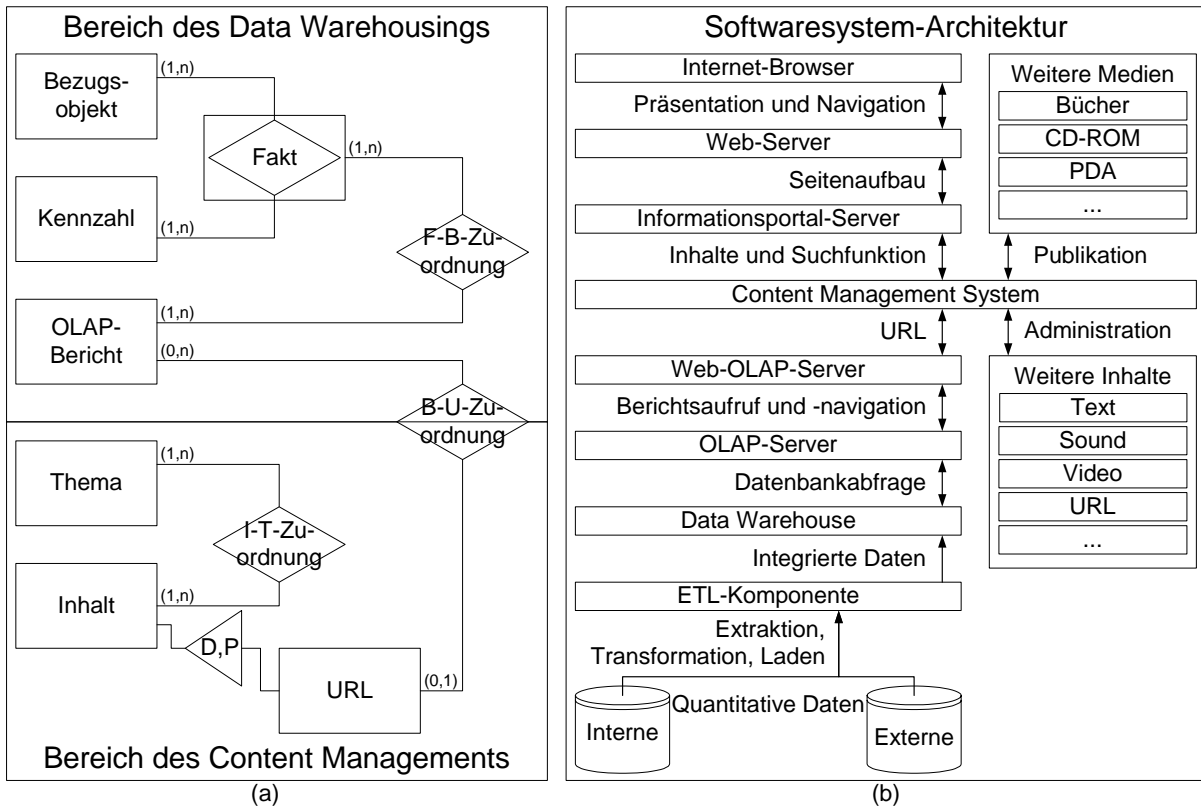 Bereich des Data Warehousings
Bezugs-
objekt
(1,n)
Fakt
(1,n)
Kennzahl
(1,n)
F-B-Zu-
ordnung
OLAP-
Bericht
(1,n)
(0,n)
B-U-Zu-
ordnung
Thema
(1,n)
I-T-Zu-
ordnung
Inhalt
(1,n)
D,P
URL
(0,1)
Bereich des Content Managements
(a)
Softwaresystem-Architektur
Internet-Browser
Präsentation und Navigation
Web-Server
Seitenaufbau
Informationsportal-Server
Inhalte und Suchfunktion
Weitere Medien
Bücher
CD-ROM
PDA
...
Publikation
Content Management System
URL
Administration
Web-OLAP-Server
Berichtsaufruf und -navigation
OLAP-Server
Datenbankabfrage
Data Warehouse
Integrierte Daten
ETL-Komponente
Extraktion,
Transformation, Laden
Quantitative Daten
Interne
Externe
Weitere Inhalte
Text
Sound
Video
URL
...
(b)